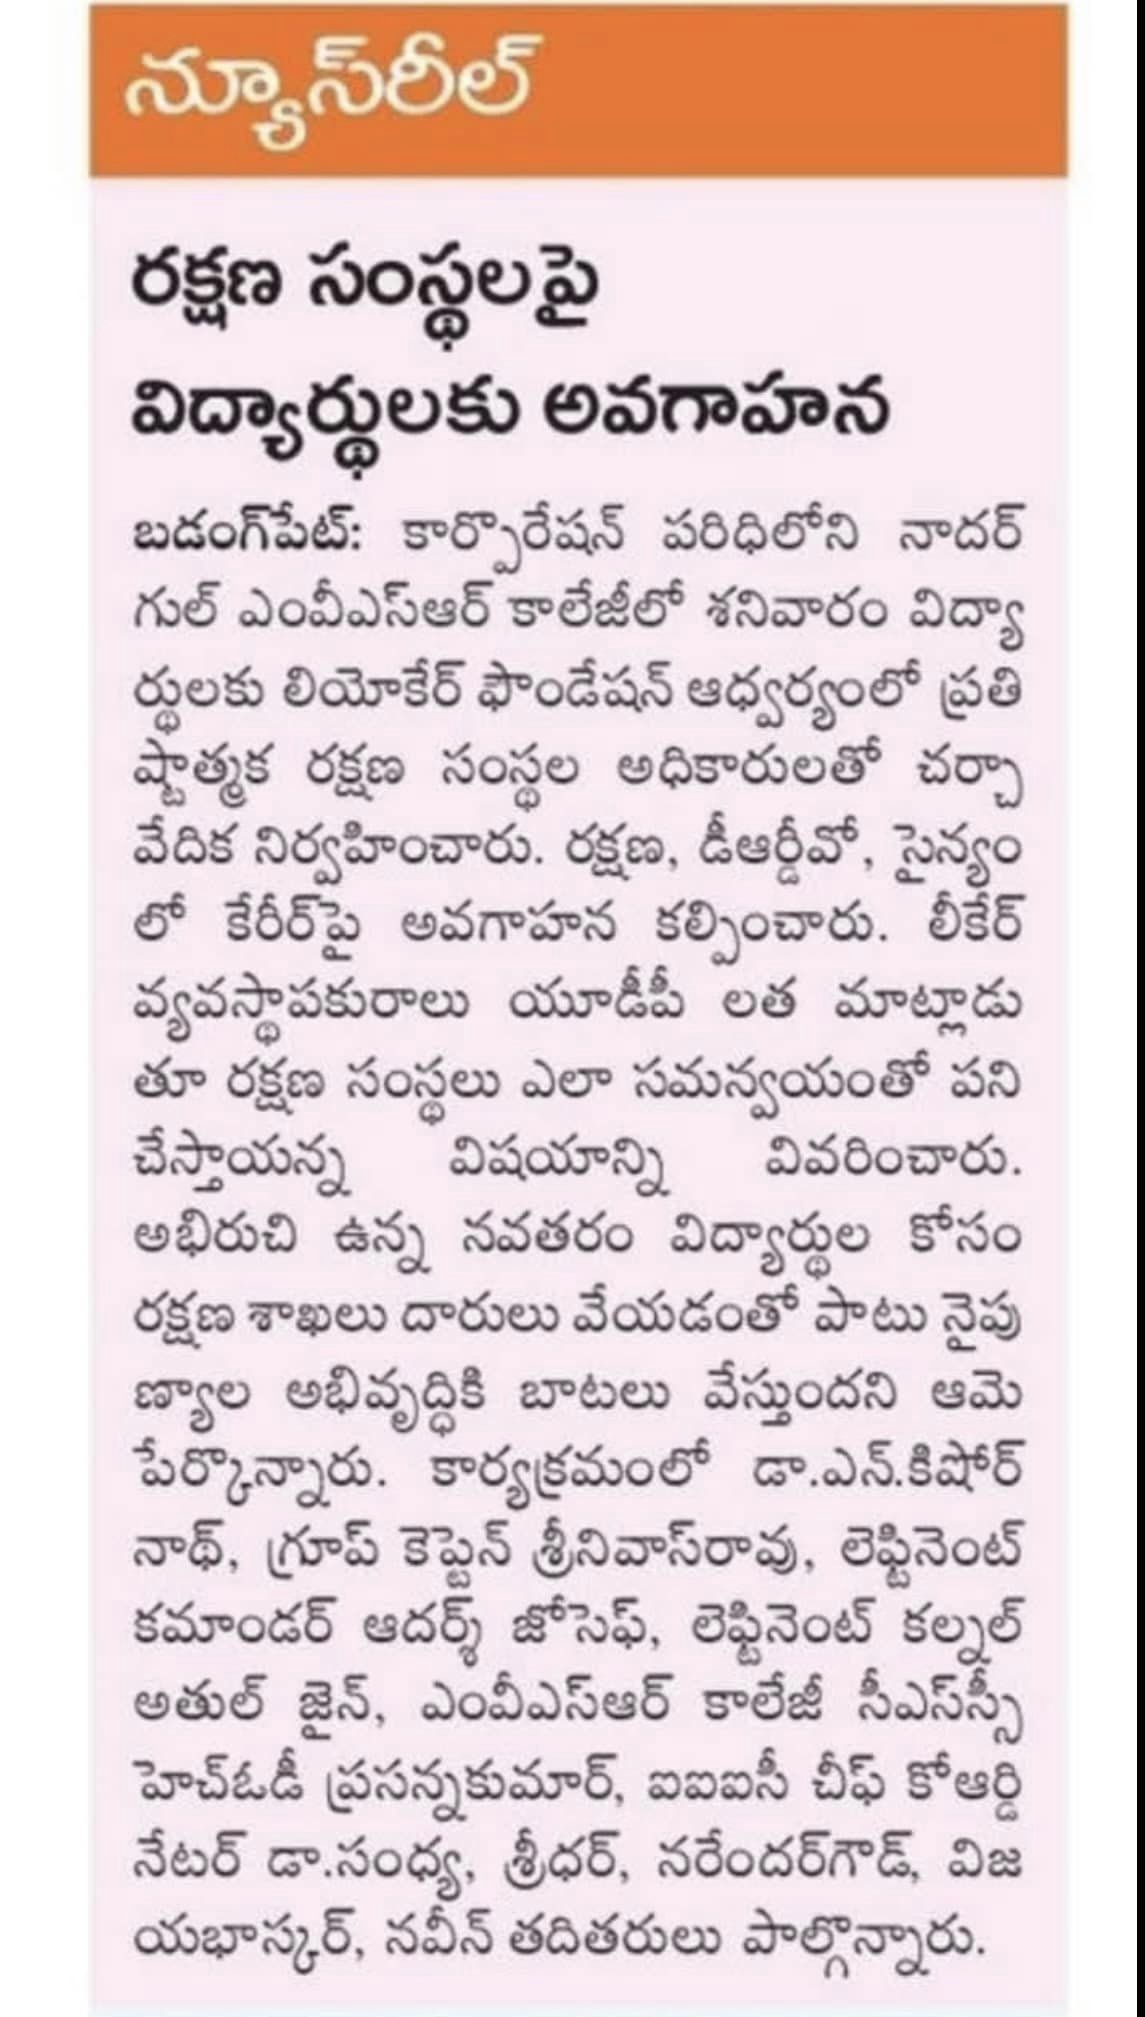 న్యూస్‌రీల్
రక్షణ సంస్థలపై
విద్యార్థులకు అవగాహన
బడంగ్‌పేట్: కార్పొరేషన్ పరిధిలోని నాదర్
గుల్ ఎంవీఎస్ఆర్ కాలేజీలో శనివారం విద్యా
ర్థులకు లియోకేర్ ఫౌండేషన్ ఆధ్వర్యంలో ప్రతి
ష్టాత్మక రక్షణ సంస్థల అధికారులతో చర్చా
వేదిక నిర్వహించారు. రక్షణ, డీఆర్డీవో, సైన్యం
లో కేరీర్‌పై అవగాహన కల్పించారు. లీకేర్
వ్యవస్థాపకురాలు యూడీపీ లత మాట్లాడు
తూ రక్షణ సంస్థలు ఎలా సమన్వయంతో పని
చేస్తాయన్న విషయాన్ని వివరించారు.
అభిరుచి ఉన్న నవతరం విద్యార్థుల కోసం
రక్షణ శాఖలు దారులు వేయడంతో పాటు నైపు
ణ్యాల అభివృద్ధికి బాటలు వేస్తుందని ఆమె
పేర్కొన్నారు. కార్యక్రమంలో డా.ఎన్.కిషోర్
నాథ్, గ్రూప్ కెప్టెన్ శ్రీనివాస్‌రావు, లెఫ్టినెంట్
కమాండర్ ఆదర్శ్ జోసెఫ్, లెఫ్టినెంట్ కల్నల్
అతుల్ జైన్, ఎంవీఎస్ఆర్ కాలేజీ సీఎస్సీ
హెచ్ఓడీ ప్రసన్నకుమార్, ఐఐఐసీ చీఫ్ కోఆర్డి
నేటర్ డా.సంధ్య, శ్రీధర్, నరేందర్‌గౌడ్, విజ
యభాస్కర్, నవీన్ తదితరులు పాల్గొన్నారు.